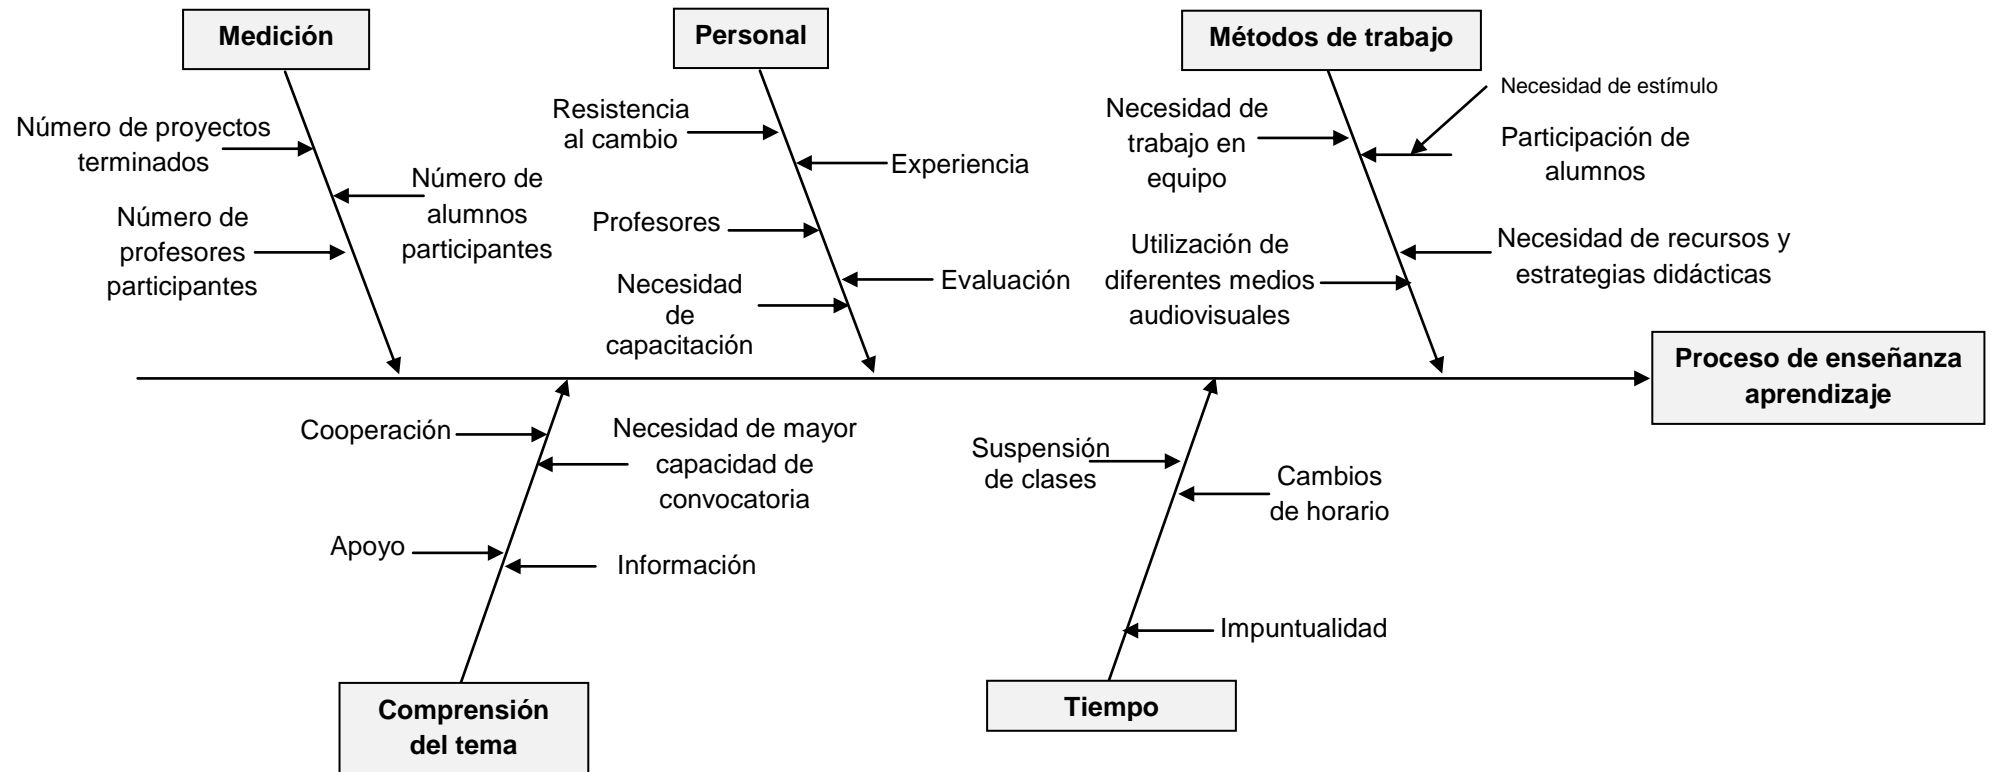 Medición
Personal
Métodos de trabajo
Número de proyectos
terminados
Número de
alumnos
participantes
Número de
profesores
participantes
Resistencia
al cambio
Experiencia
Profesores
Evaluación
Necesidad
de
capacitación
Necesidad de
trabajo en
equipo
Necesidad de estímulo
Participación de
alumnos
Utilización de
diferentes medios
audiovisuales
Necesidad de recursos y
estrategias didácticas
Proceso de enseñanza
aprendizaje
Cooperación
Necesidad de mayor
capacidad de
convocatoria
Apoyo
Información
Suspensión
de clases
Cambios
de horario
Impuntualidad
Comprensión
del tema
Tiempo